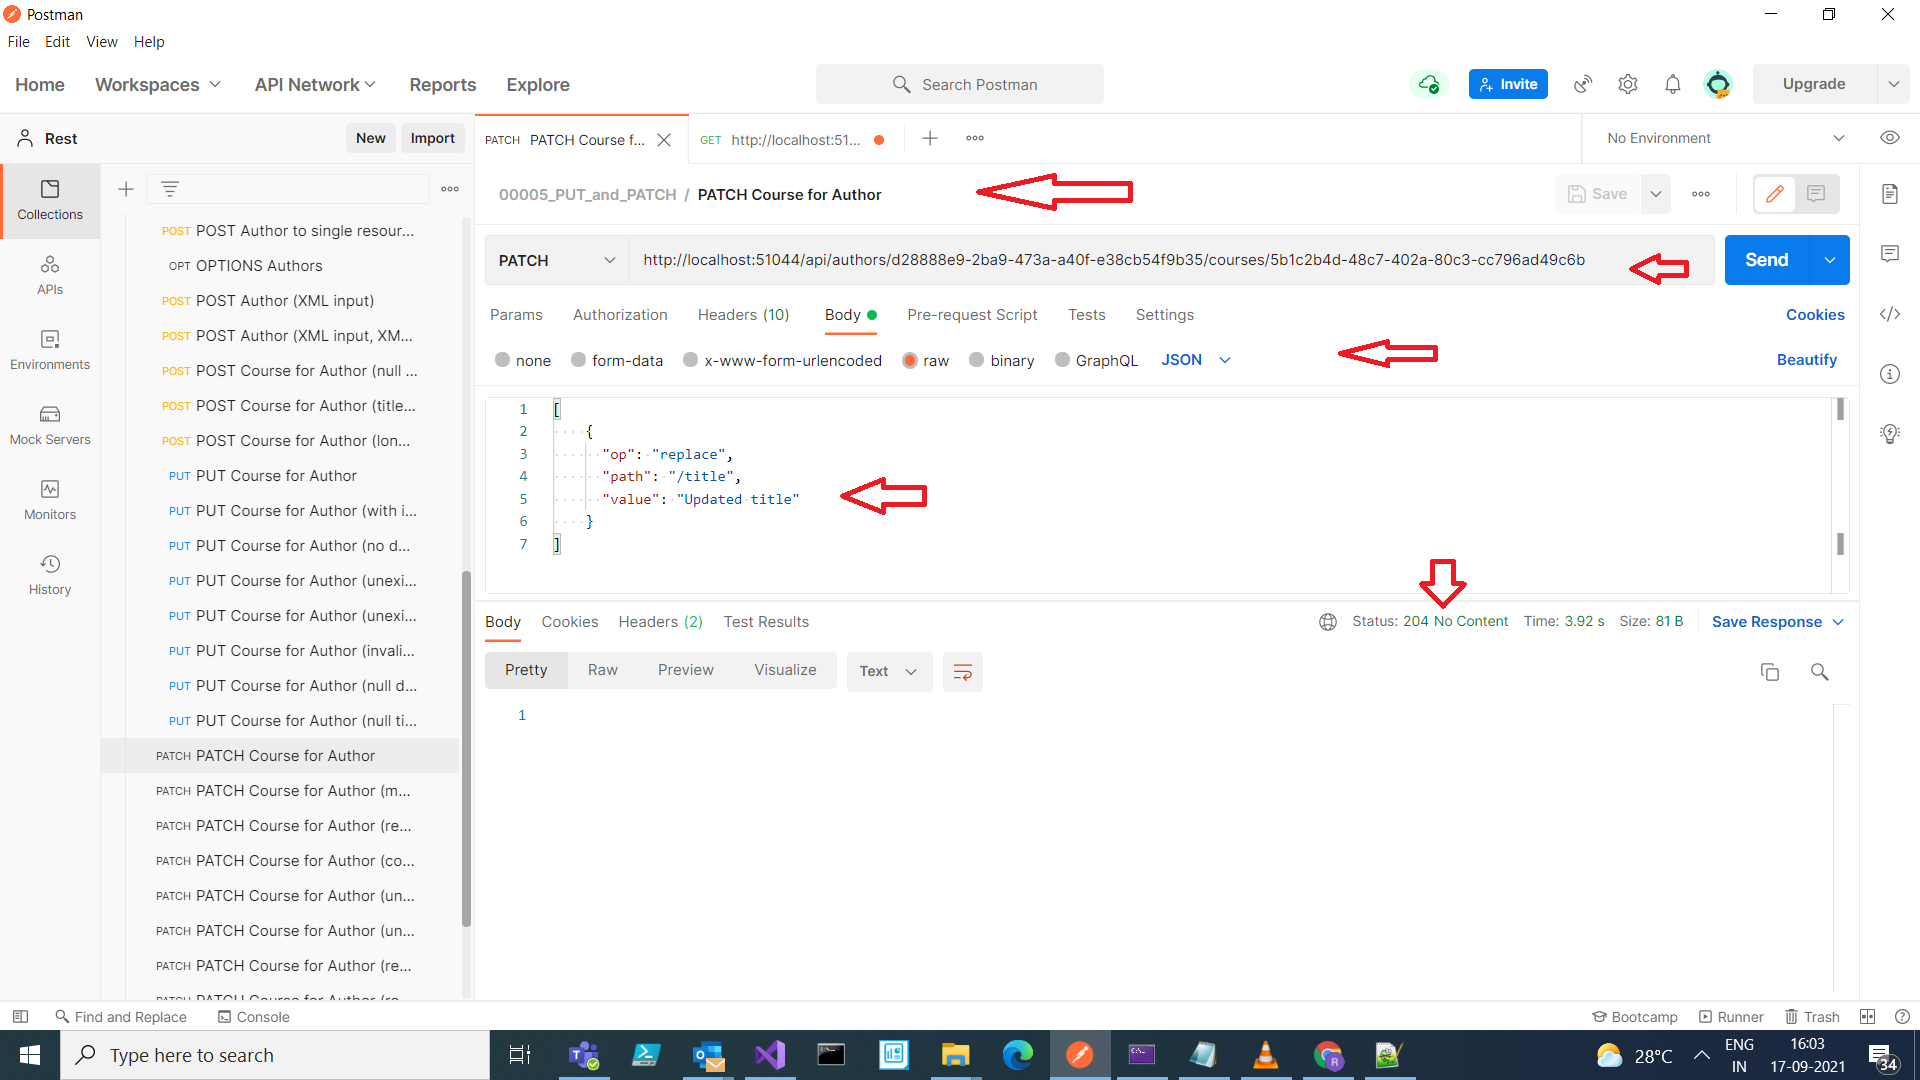 Postman
File Edit View Help
Home Workspaces API Network Reports Explore
Search Postman
Invite
Upgrade
Rest
New Import
PATCH PATCH Course f...
GET http://localhost:51...
No Environment
Collections
APIs
Environments
Mock Servers
Monitors
History
POST POST Author to single resour...
OPT OPTIONS Authors
POST POST Author (XML input)
POST POST Author (XML input, XM...
POST POST Course for Author (null ...
POST POST Course for Author (title...
POST POST Course for Author (lon...
PUT PUT Course for Author
PUT PUT Course for Author (with i...
PUT PUT Course for Author (no d...
PUT PUT Course for Author (unexi...
PUT PUT Course for Author (unexi...
PUT PUT Course for Author (invali...
PUT PUT Course for Author (null d...
PUT PUT Course for Author (null ti...
PATCH PATCH Course for Author
PATCH PATCH Course for Author (m...
PATCH PATCH Course for Author (re...
PATCH PATCH Course for Author (co...
PATCH PATCH Course for Author (un...
PATCH PATCH Course for Author (un...
PATCH PATCH Course for Author (re...
PATCH PATCH Course for Author (re...
00005_PUT_and_PATCH / PATCH Course for Author
Save
PATCH
http://localhost:51044/api/authors/d28888e9-2ba9-473a-a40f-e38cb54f9b35/courses/5b1c2b4d-48c7-402a-80c3-cc796ad49c6b
Send
Params Authorization Headers (10) Body Pre-request Script Tests Settings
Cookies
none form-data x-www-form-urlencoded raw binary GraphQL JSON
Beautify
1 [
2 {
3 "op": "replace",
4 "path": "/title",
5 "value": "Updated title"
6 }
7 ]
Body Cookies Headers (2) Test Results
Status: 204 No Content Time: 3.92 s Size: 81 B
Save Response
Pretty Raw Preview Visualize Text
1
Find and Replace Console
Bootcamp Runner Trash
Type here to search
28°C
ENG
IN
16:03
17-09-2021
34